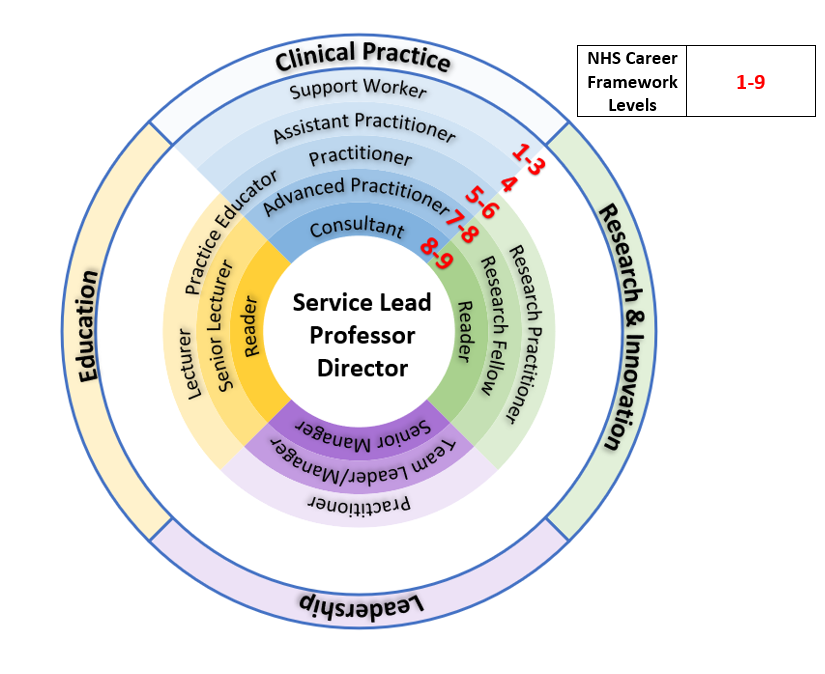 Clinical Practice
Support Worker
Assistant Practitioner
Practitioner
Advanced Practitioner
Consultant
1-3
4
5-6
7-8
8-9
NHS Career
Framework
Levels
1-9
Education
Practice Educator
Lecturer
Senior Lecturer
Reader
Service Lead
Professor
Director
Reader
Research Fellow
Research Practitioner
Research & Innovation
Senior Manager
Team Leader/Manager
Practitioner
Leadership